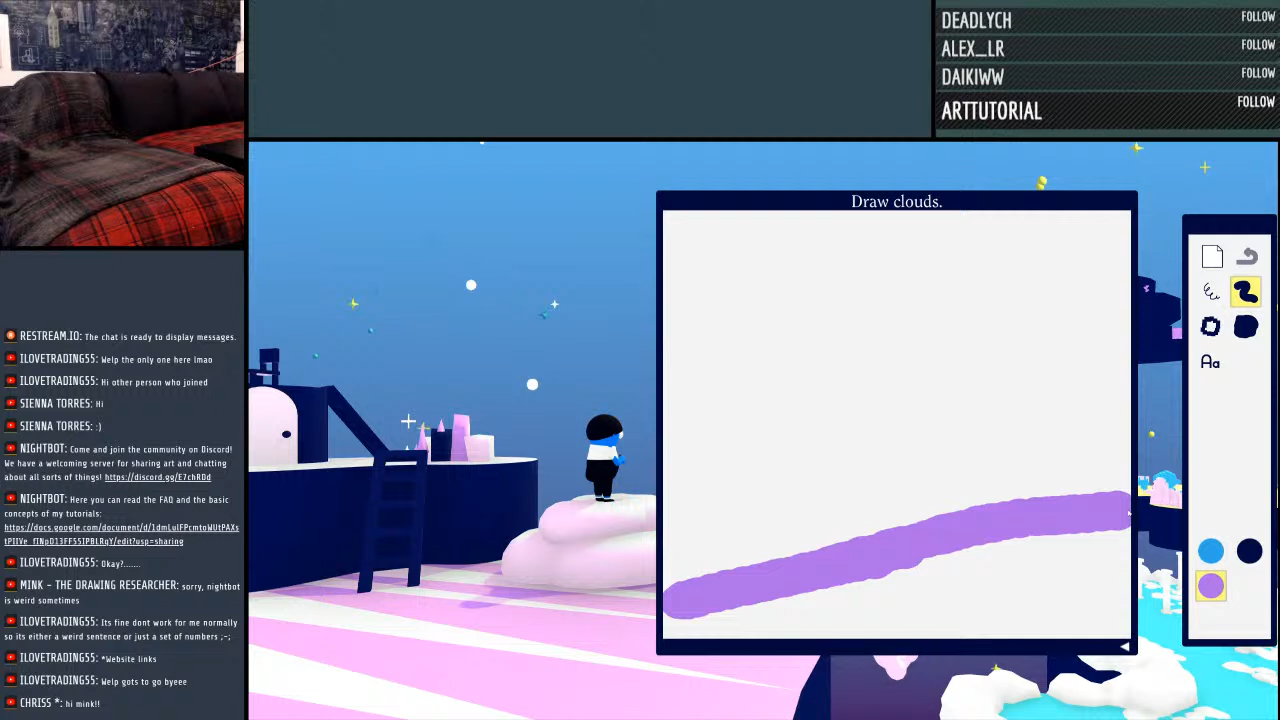 DEADLYCH FOLLOW
ALEX_LR FOLLOW
DAIKIWW FOLLOW
ARTTUTORIAL FOLLOW
Draw clouds.
Aa
RESTREAM.IO: The chat is ready to display messages.
ILOVETRADING55: Welp the only one here lmao
ILOVETRADING55: Hi other person who joined
SIENNA TORRES: Hi
SIENNA TORRES: :)
NIGHTBOT: Come and join the community on Discord!
We have a welcoming server for sharing art and chatting
about all sorts of things! https://discord.gg/E7chRDd
NIGHTBOT: Here you can read the FAQ and the basic
concepts of my tutorials:
ILOVETRADING55: Okay?.......
MINK - THE DRAWING RESEARCHER: sorry, nightbot
is weird sometimes
ILOVETRADING55: Its fine dont work for me normally
so its either a weird sentence or just a set of numbers ;-;
ILOVETRADING55: *Website links
ILOVETRADING55: Welp gots to go byeee
CHRISS *: hi mink!!